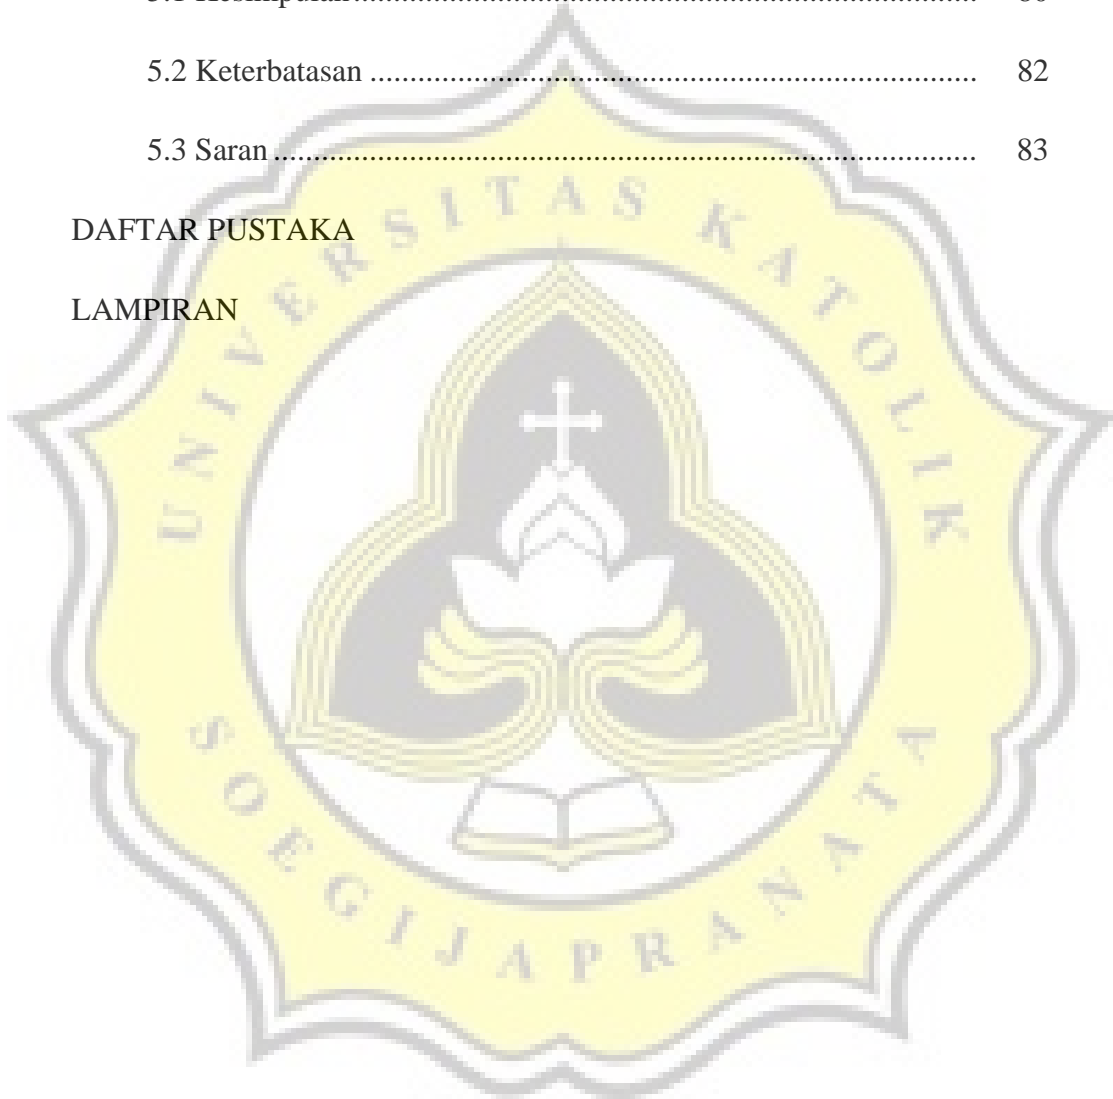 5.2 Keterbatasan ............................................................................ 82
5.3 Saran ........................................................................................ 83
DAFTAR PUSTAKA
LAMPIRAN
UNIVERSITAS KATOLIK
SOEGIJAPRANATA